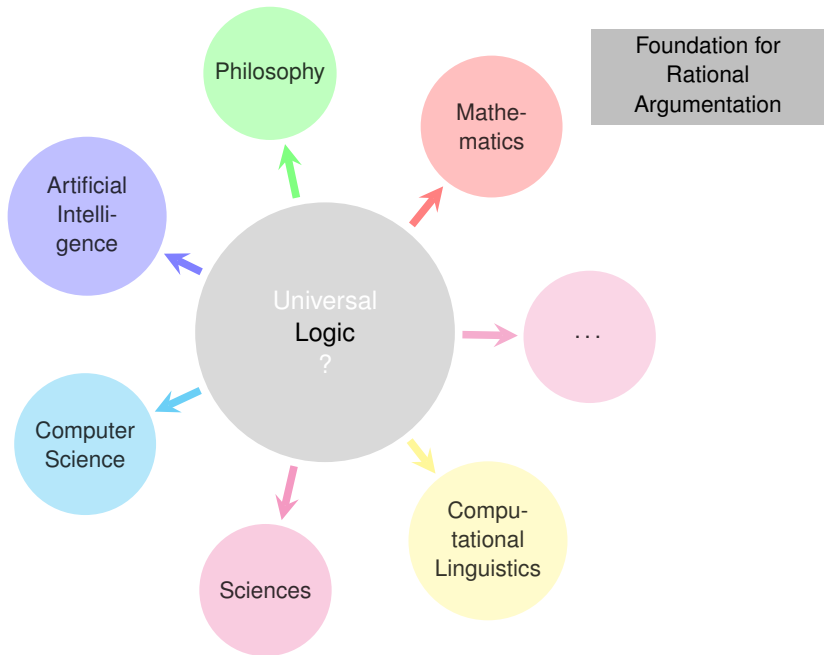 Philosophy
Foundation for
Rational
Argumentation
Mathe-
matics
Artificial
Intelli-
gence
Universal
Logic
?
...
Computer
Science
Compu-
tational
Linguistics
Sciences